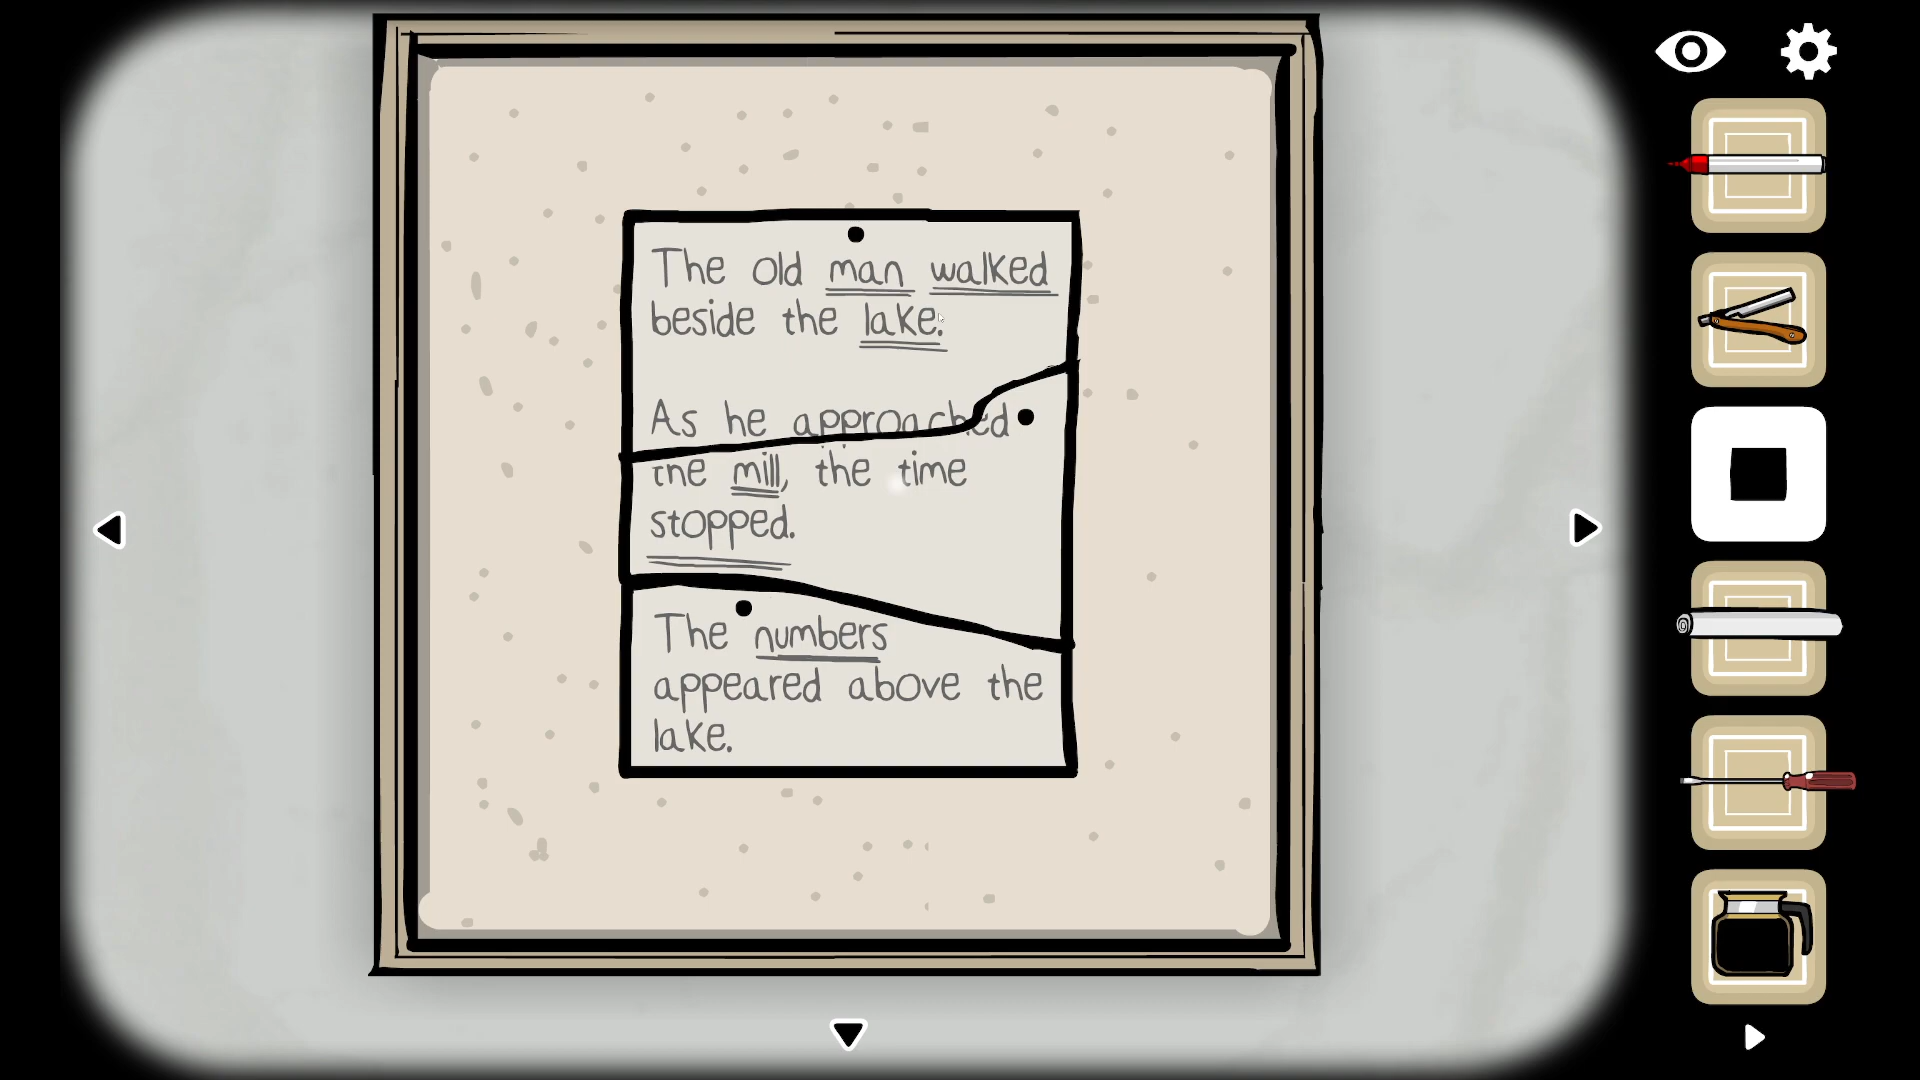 The old man walked
beside the lake.
As he approached
the mill, the time
stopped.
The numbers
appeared above the
lake.